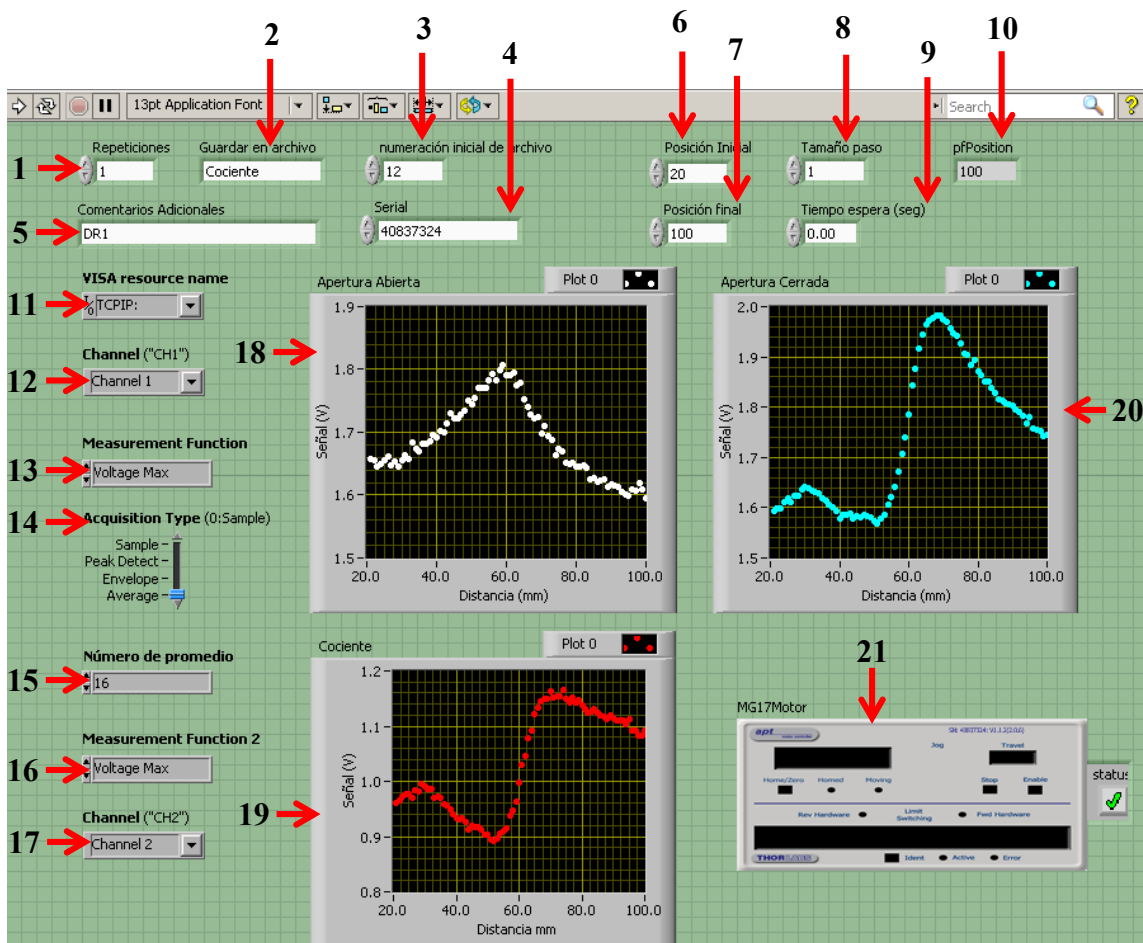 2
3
4
6
7
8
9
10
13pt Application Font
Search
?
1
Repeticiones
1
Guardar en archivo
Cociente
numeración inicial de archivo
12
Posición Inicial
20
Tamaño paso
1
pfPosition
100
5
Comentarios Adicionales
DR1
Serial
40837324
Posición final
100
Tiempo espera (seg)
0.00
11
VISA resource name
I/O TCPIP:
12
Channel ("CH1")
Channel 1
13
Measurement Function
Voltage Max
14
Acquisition Type (0:Sample)
Sample
Peak Detect
Envelope
Average
15
Número de promedio
16
16
Measurement Function 2
Voltage Max
17
Channel ("CH2")
Channel 2
18
Apertura Abierta
Plot 0
1.9
1.8
1.7
1.6
1.5
Señal (V)
20.0 40.0 60.0 80.0 100.0
Distancia (mm)
20
Apertura Cerrada
Plot 0
2.0
1.9
1.8
1.7
1.6
1.5
Señal (V)
20.0 40.0 60.0 80.0 100.0
Distancia (mm)
19
Cociente
Plot 0
1.2
1.1
1.0
0.9
0.8
Señal (V)
20.0 40.0 60.0 80.0 100.0
Distancia mm
21
MG17Motor
apt
Jog
Travel
Home/Zero
Homed
Moving
Stop
Enable
Rev Hardware
Limit Switching
Fwd Hardware
THORLABS
Ident
Active
Error
status